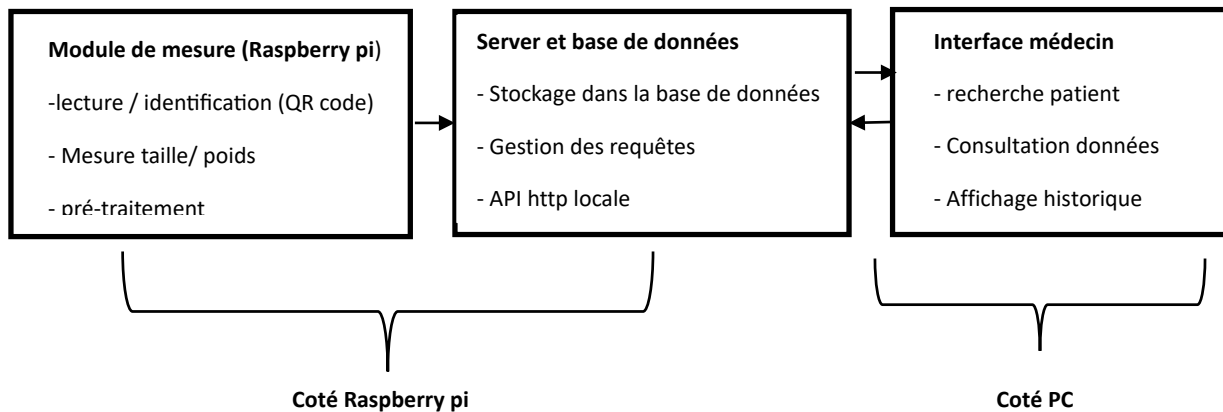 Module de mesure (Raspberry pi)
-lecture / identification (QR code)
- Mesure taille/ poids
- pré-traitement
Server et base de données
- Stockage dans la base de données
- Gestion des requêtes
- API http locale
Interface médecin
- recherche patient
- Consultation données
- Affichage historique
Coté Raspberry pi
Coté PC